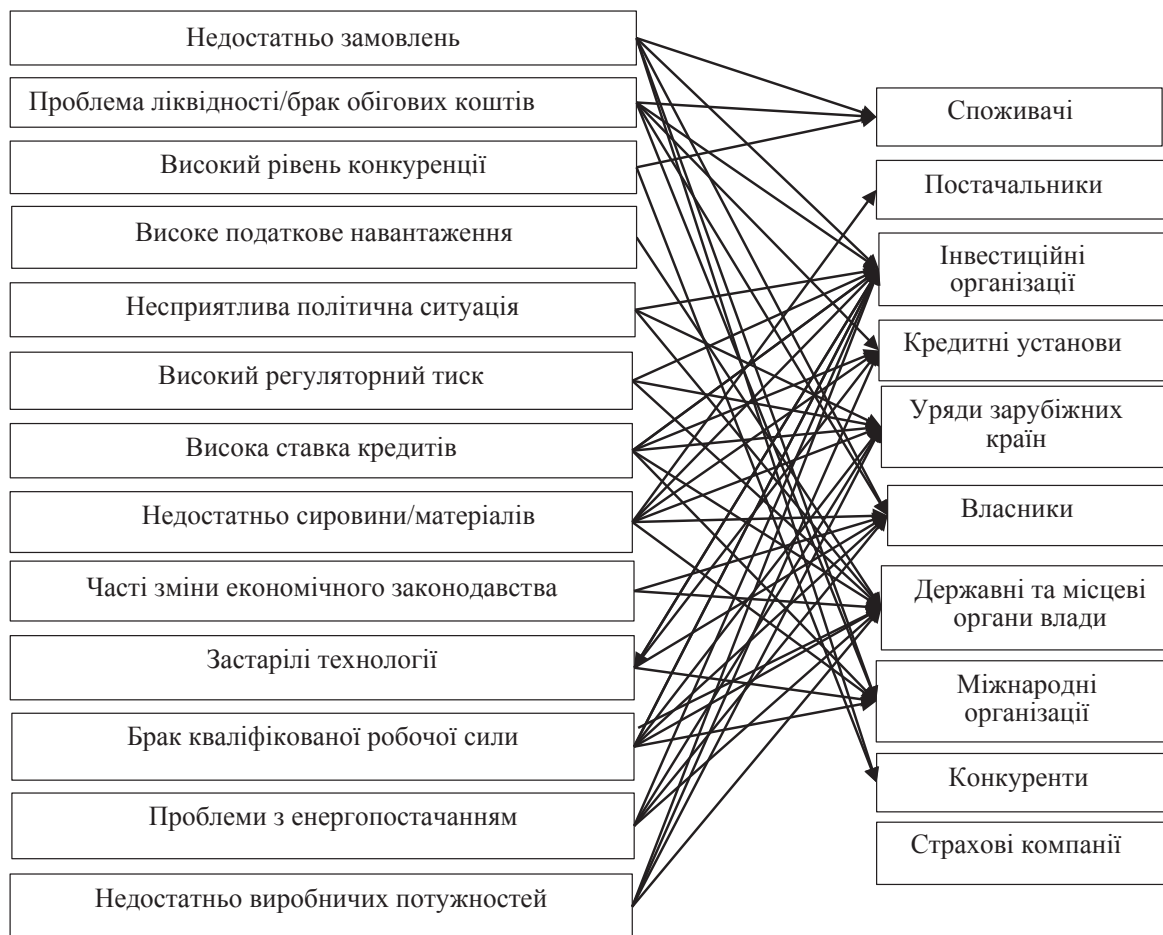 Недостатньо замовлень
Проблема ліквідності/брак обігових коштів
Високий рівень конкуренції
Високе податкове навантаження
Несприятлива політична ситуація
Високий регуляторний тиск
Висока ставка кредитів
Недостатньо сировини/матеріалів
Часті зміни економічного законодавства
Застарілі технології
Брак кваліфікованої робочої сили
Проблеми з енергопостачанням
Недостатньо виробничих потужностей
Споживачі
Постачальники
Інвестиційні
організації
Кредитні установи
Уряди зарубіжних
країн
Власники
Державні та місцеві
органи влади
Міжнародні
організації
Конкуренти
Страхові компанії